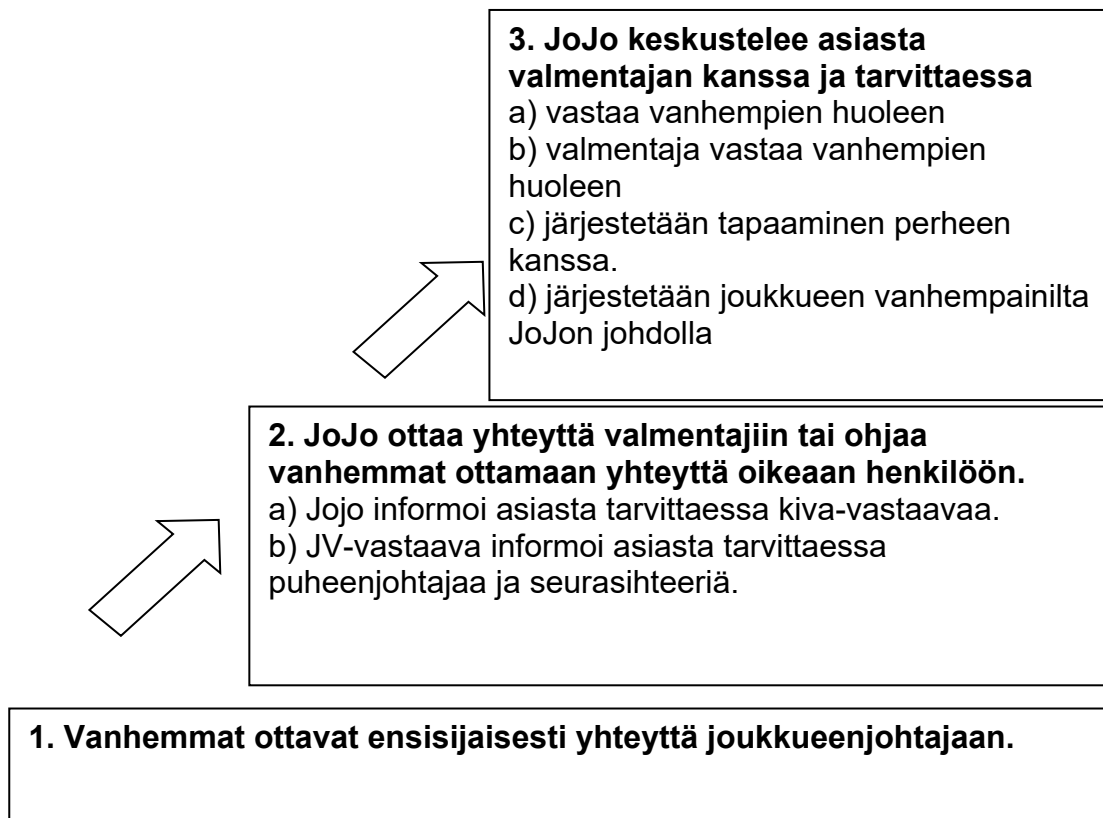 3. JoJo keskustelee asiasta
valmentajan kanssa ja tarvittaessa
a) vastaa vanhempien huoleen
b) valmentaja vastaa vanhempien
huoleen
c) järjestetään tapaaminen perheen
kanssa.
d) järjestetään joukkueen vanhempainilta
JoJon johdolla
2. JoJo ottaa yhteyttä valmentajiin tai ohjaa
vanhemmat ottamaan yhteyttä oikeaan henkilöön.
a) Jojo informoi asiasta tarvittaessa kiva-vastaavaa.
b) JV-vastaava informoi asiasta tarvittaessa
puheenjohtajaa ja seurasihteeriä.
1. Vanhemmat ottavat ensisijaisesti yhteyttä joukkueenjohtajaan.